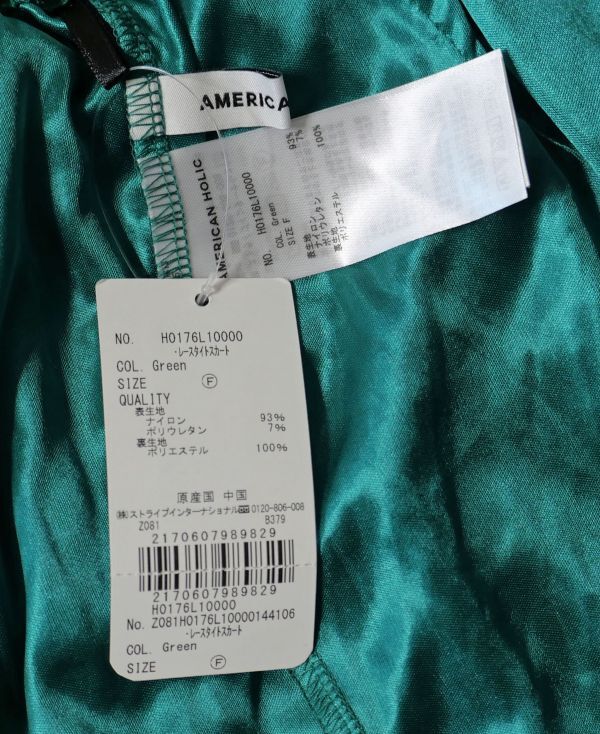 AMERICA
AMERICAN HOLIC
NO. H0176L10000
COL. Green
SIZE F
表生地
ナイロン 93%
ポリウレタン 7%
裏生地
ポリエステル 100%
NO. H0176L10000
・レースタイトスカート
COL. Green
SIZE Ⓕ
QUALITY
表生地
ナイロン 93%
ポリウレタン 7%
裏生地
ポリエステル 100%
原産国 中国
㈱ストライプインターナショナル 0120-806-008
Z081 B379
2170607989829
2170607989829
H0176L10000
No. Z081H0176L10000144106
・レースタイトスカート
COL. Green
SIZE Ⓕ